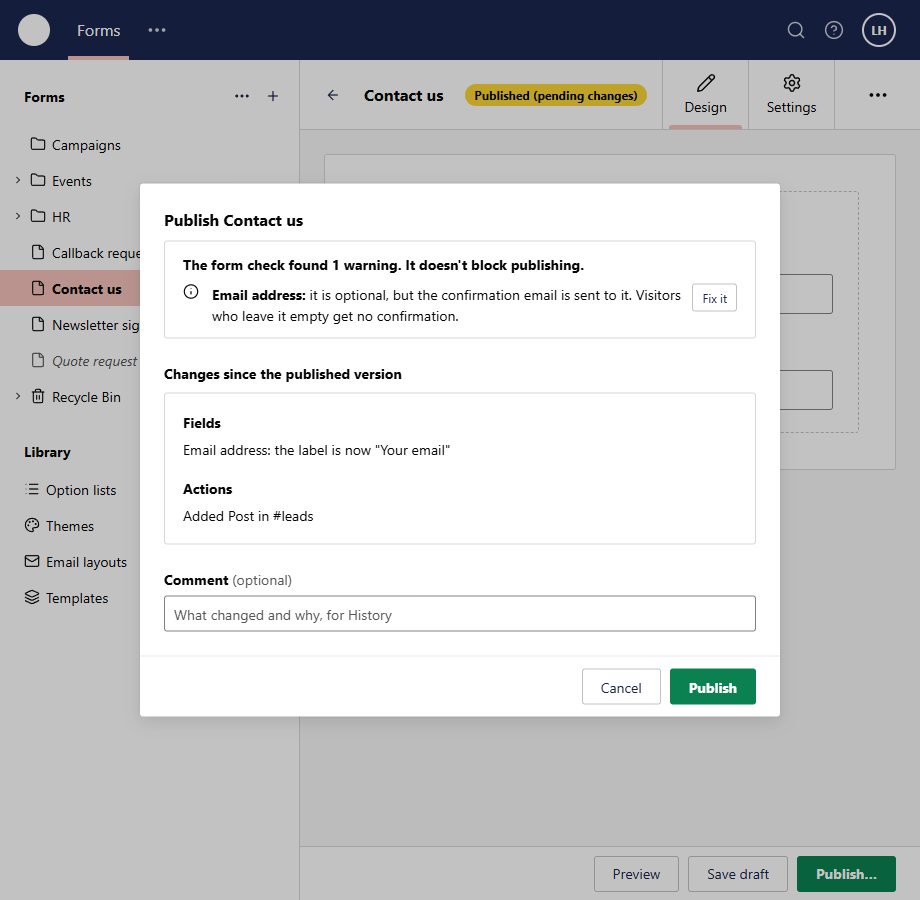 Forms
LH
Forms
Contact us
Published (pending changes)
Design
Settings
Campaigns
Events
HR
Callback reque
Contact us
Newsletter sig
Quote request
Recycle Bin
Library
Option lists
Themes
Email layouts
Templates
Publish Contact us
The form check found 1 warning. It doesn't block publishing.
Email address: it is optional, but the confirmation email is sent to it. Visitors
who leave it empty get no confirmation.
Fix it
Changes since the published version
Fields
Email address: the label is now "Your email"
Actions
Added Post in #leads
Comment (optional)
What changed and why, for History
Cancel
Publish
Preview
Save draft
Publish...